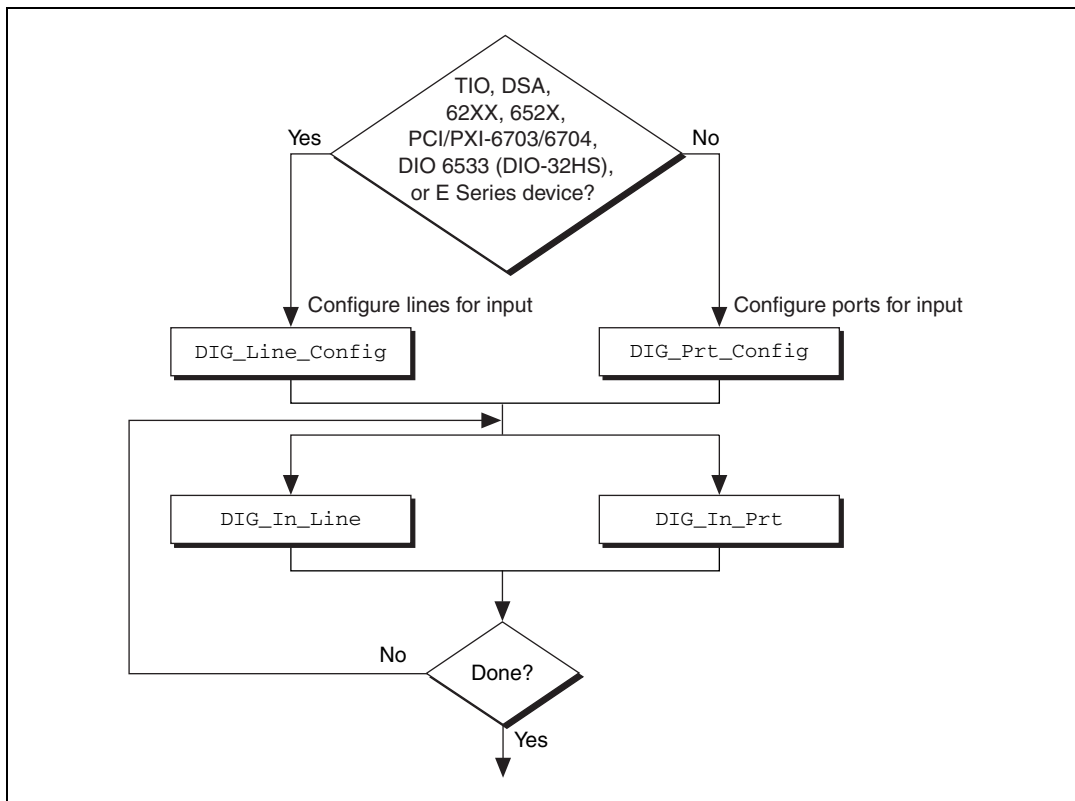 TIO, DSA,
62XX, 652X,
PCI/PXI-6703/6704,
DIO 6533 (DIO-32HS),
or E Series device?
Yes
No
Configure lines for input
Configure ports for input
DIG_Line_Config
DIG_Prt_Config
DIG_In_Line
DIG_In_Prt
No
Done?
Yes